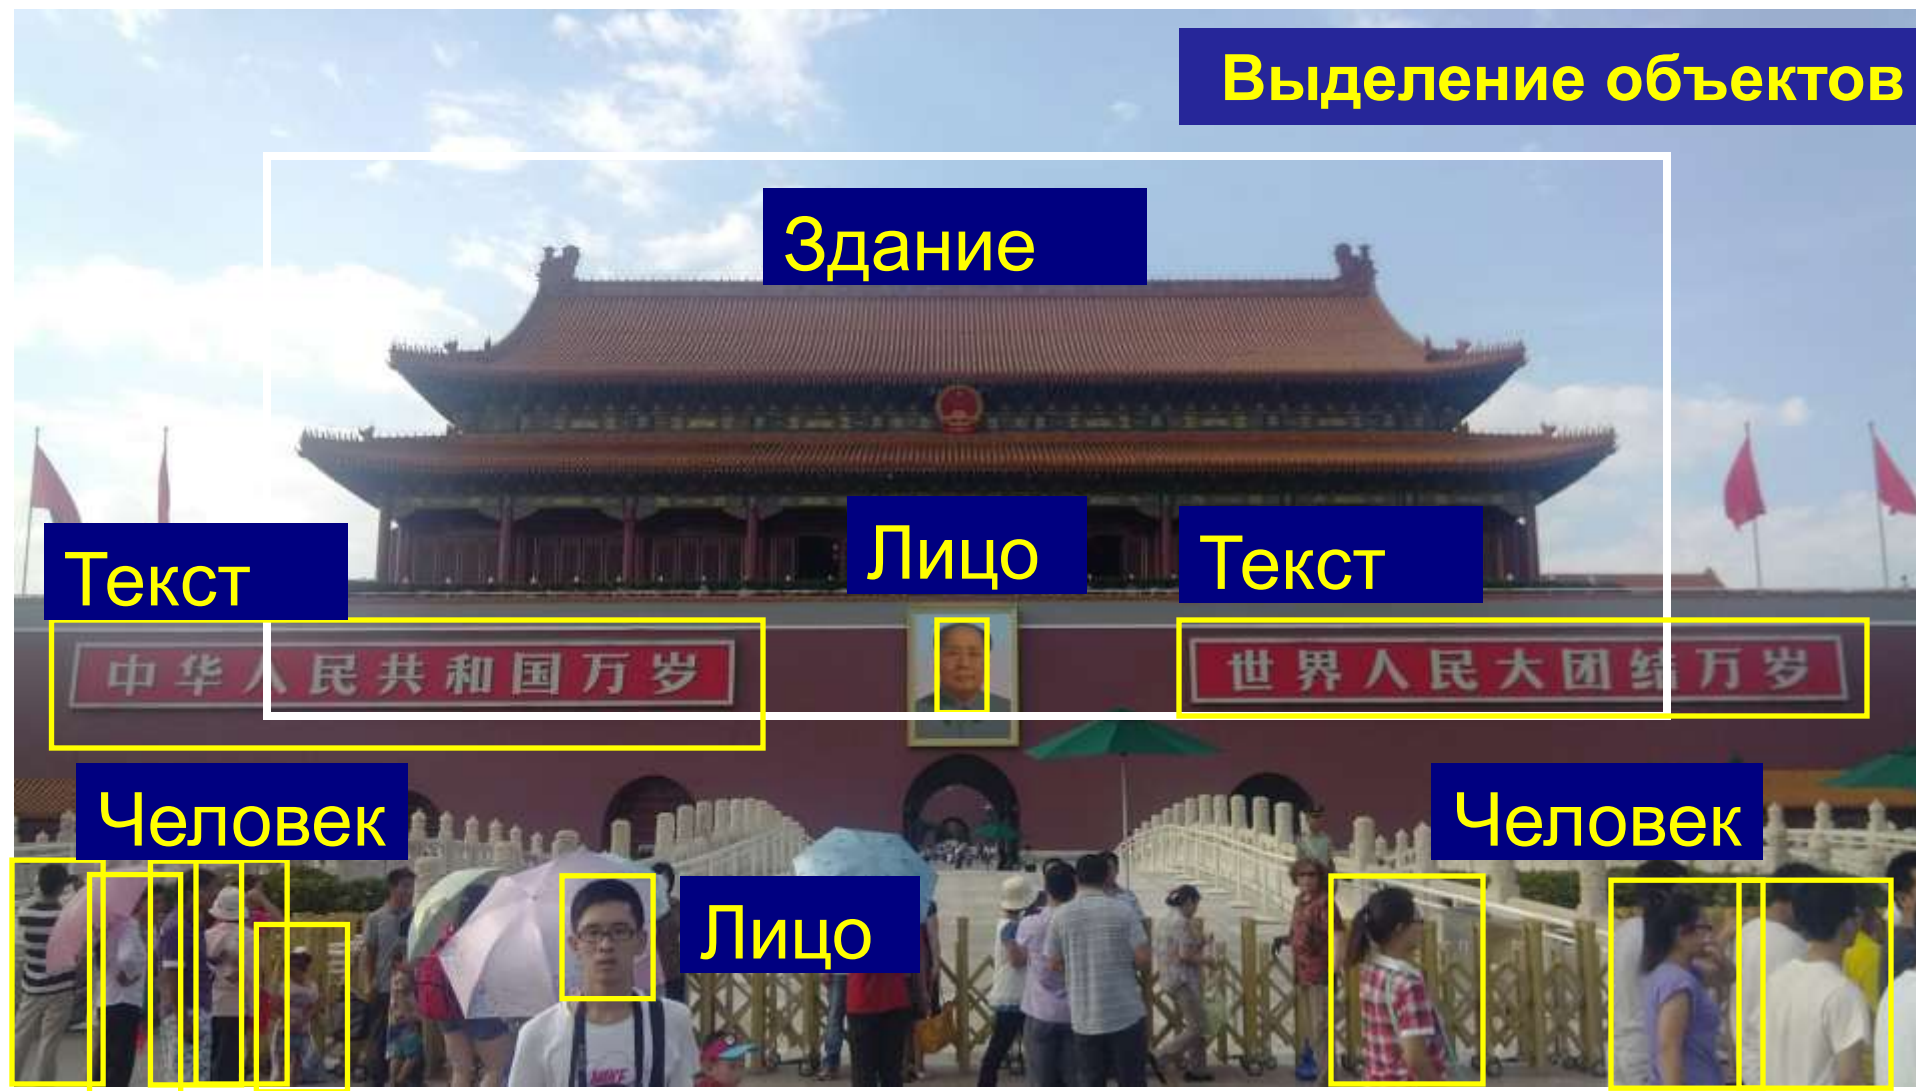 Выделение объектов
Здание
Текст
Лицо
Текст
中华人民共和国万岁
世界人民大团结万岁
Человек
Человек
Лицо
NIKE